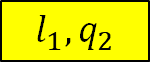 l₁, q₂